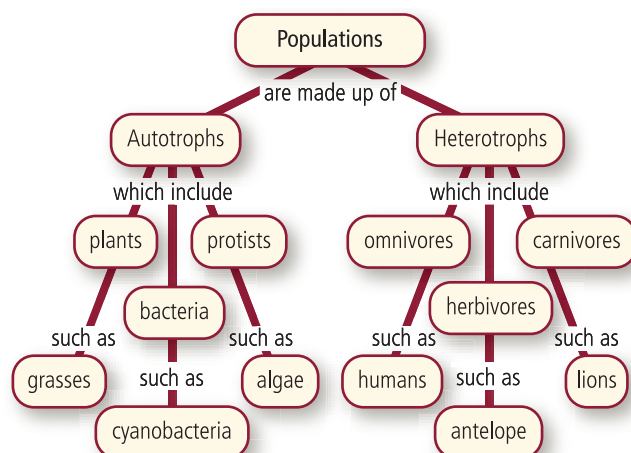 Populations
are made up of
Autotrophs
Heterotrophs
which include
which include
plants
protists
omnivores
carnivores
bacteria
herbivores
such as
such as
such as
such as
grasses
such as
algae
humans
such as
lions
cyanobacteria
antelope